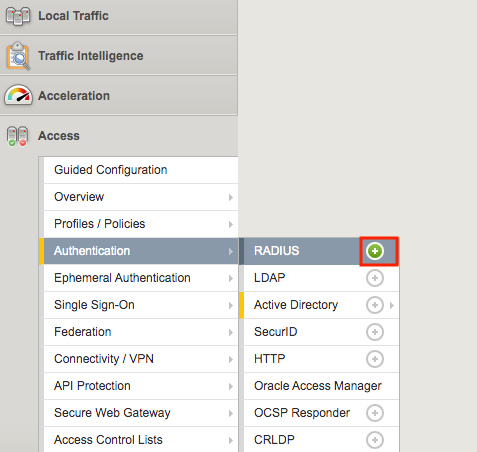 Local Traffic
Traffic Intelligence
Acceleration
Access
Guided Configuration
Overview
Profiles / Policies
Authentication
Ephemeral Authentication
Single Sign-On
Federation
Connectivity / VPN
API Protection
Secure Web Gateway
Access Control Lists
RADIUS
LDAP
Active Directory
SecurID
HTTP
Oracle Access Manager
OCSP Responder
CRLDP